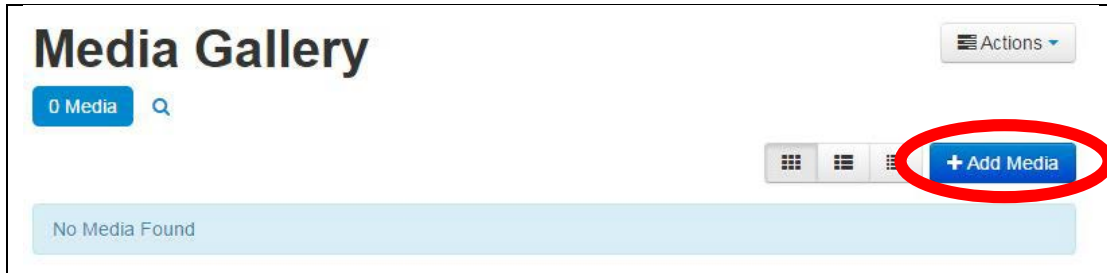 Media Gallery
Actions
0 Media
+ Add Media
No Media Found